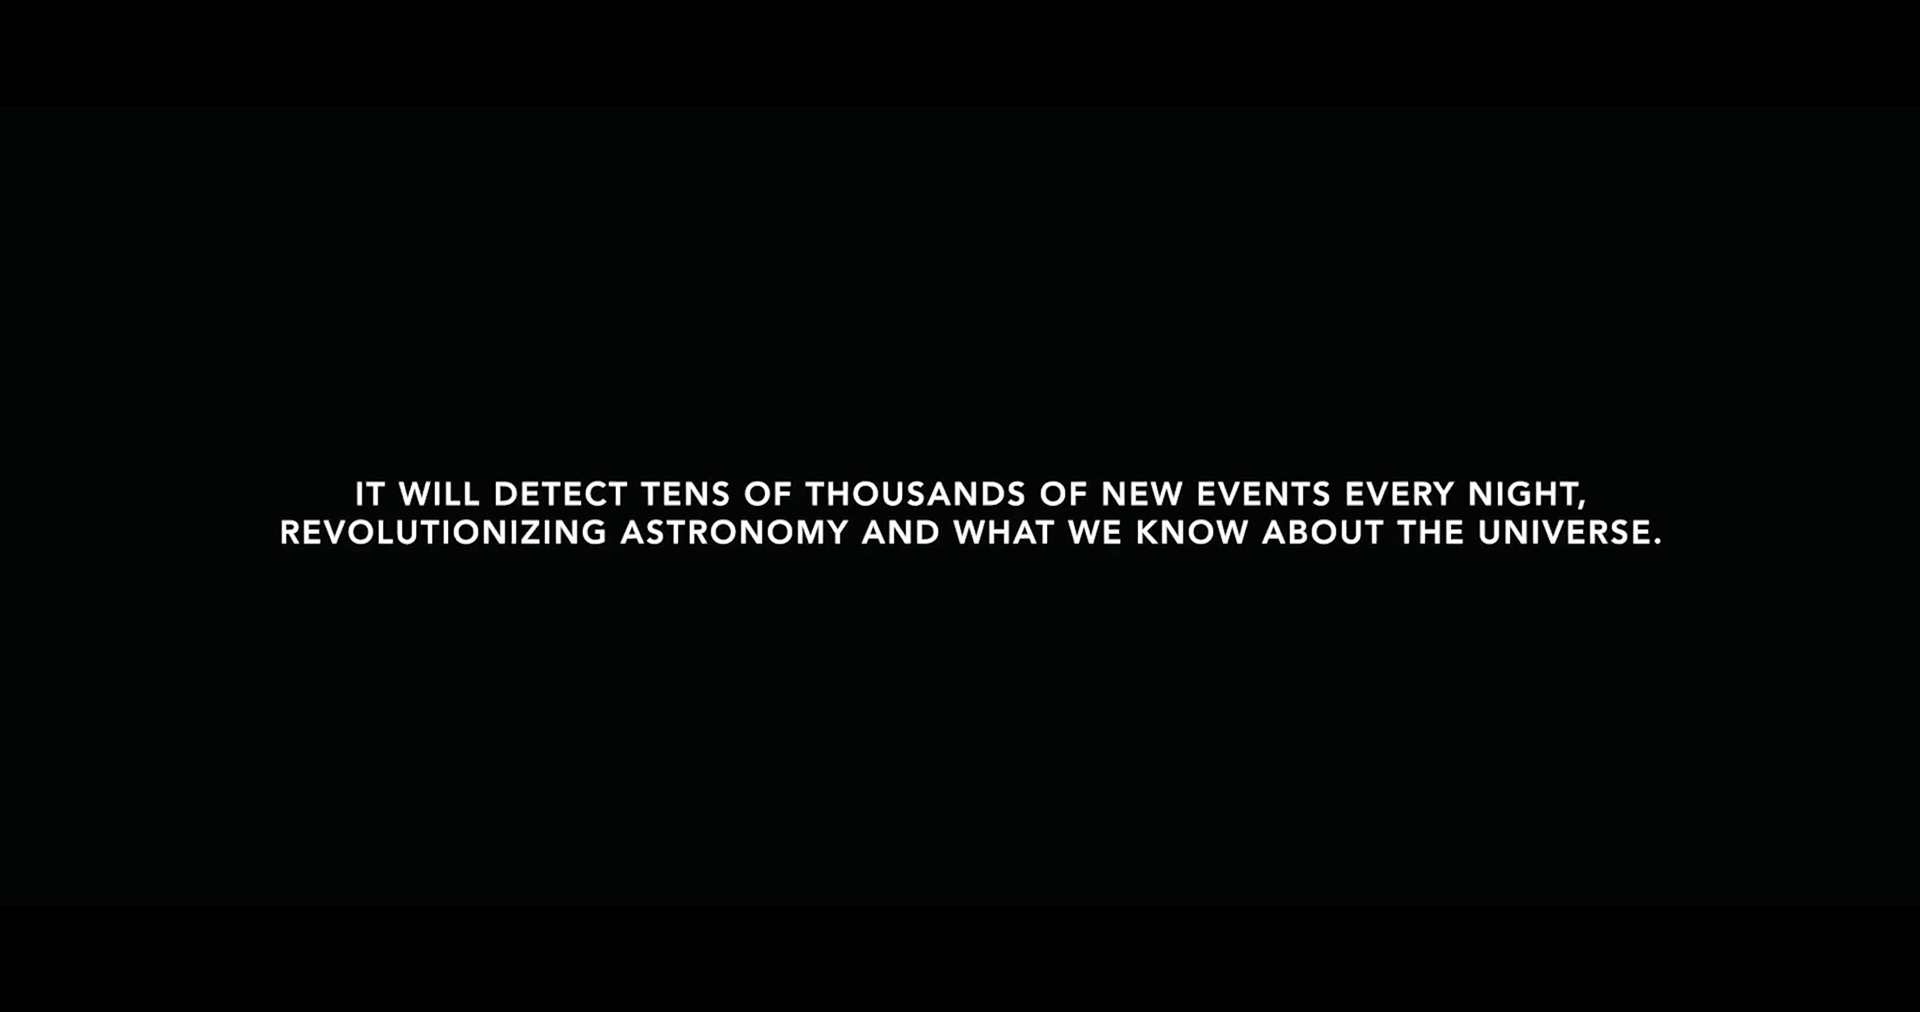 IT WILL DETECT TENS OF THOUSANDS OF NEW EVENTS EVERY NIGHT,
REVOLUTIONIZING ASTRONOMY AND WHAT WE KNOW ABOUT THE UNIVERSE.